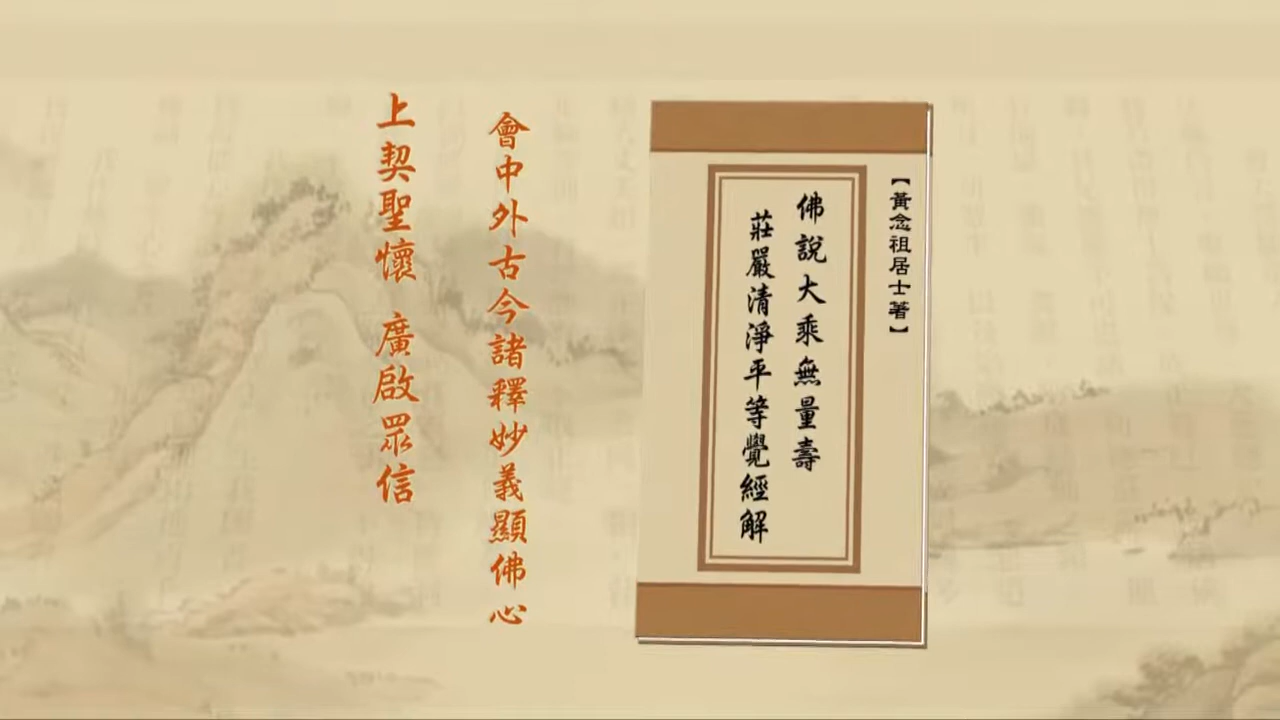 【黃念祖居士著】
佛說大乘無量壽
莊嚴清淨平等覺經解
會中外古今諸釋妙義顯佛心
上契聖懷 廣啟眾信